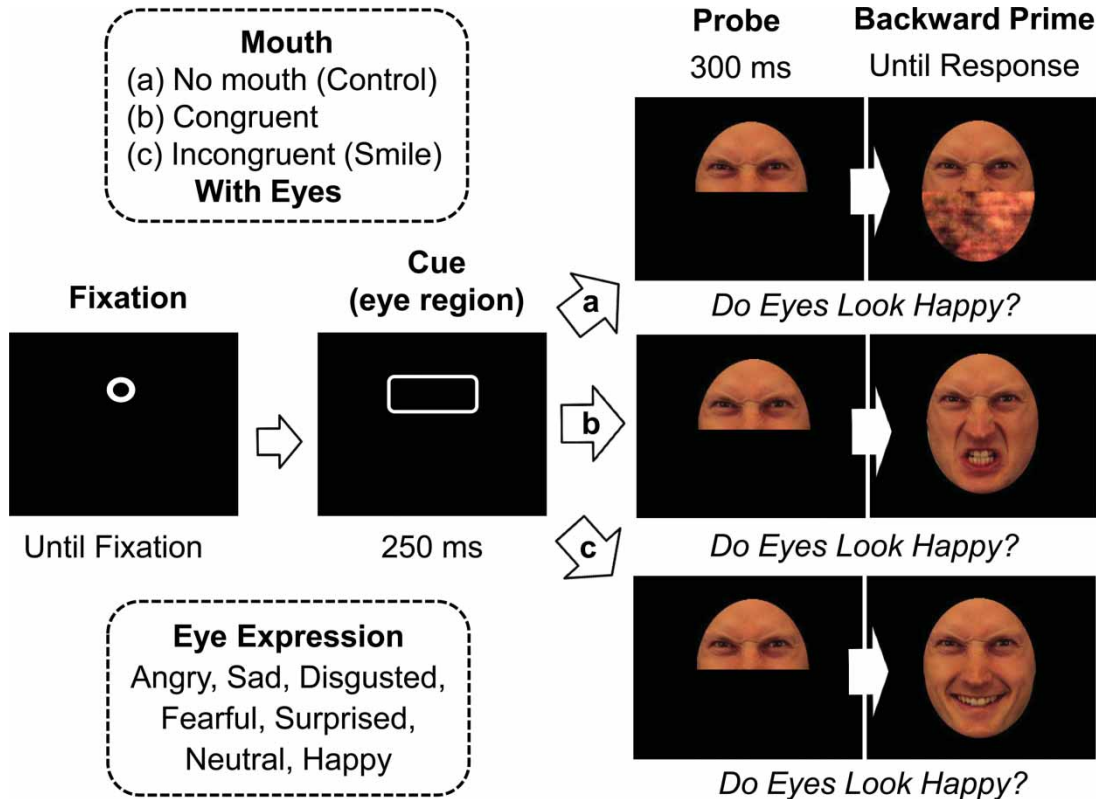 Mouth
(a) No mouth (Control)
(b) Congruent
(c) Incongruent (Smile)
With Eyes
Probe
300 ms
Backward Prime
Until Response
Fixation
Until Fixation
Cue
(eye region)
250 ms
a
Do Eyes Look Happy?
b
Do Eyes Look Happy?
c
Do Eyes Look Happy?
Eye Expression
Angry, Sad, Disgusted,
Fearful, Surprised,
Neutral, Happy